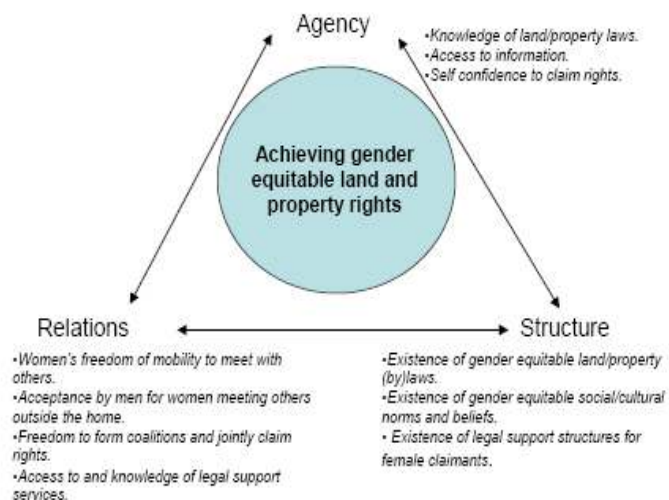 Agency
•Knowledge of land/property laws.
•Access to information.
•Self confidence to claim rights.
Achieving gender
equitable land and
property rights
Relations
•Women's freedom of mobility to meet with
others.
•Acceptance by men for women meeting others
outside the home.
•Freedom to form coalitions and jointly claim
rights.
•Access to and knowledge of legal support
services.
Structure
•Existence of gender equitable land/property
(by)laws.
•Existence of gender equitable social/cultural
norms and beliefs.
• Existence of legal support structures for
female claimants.